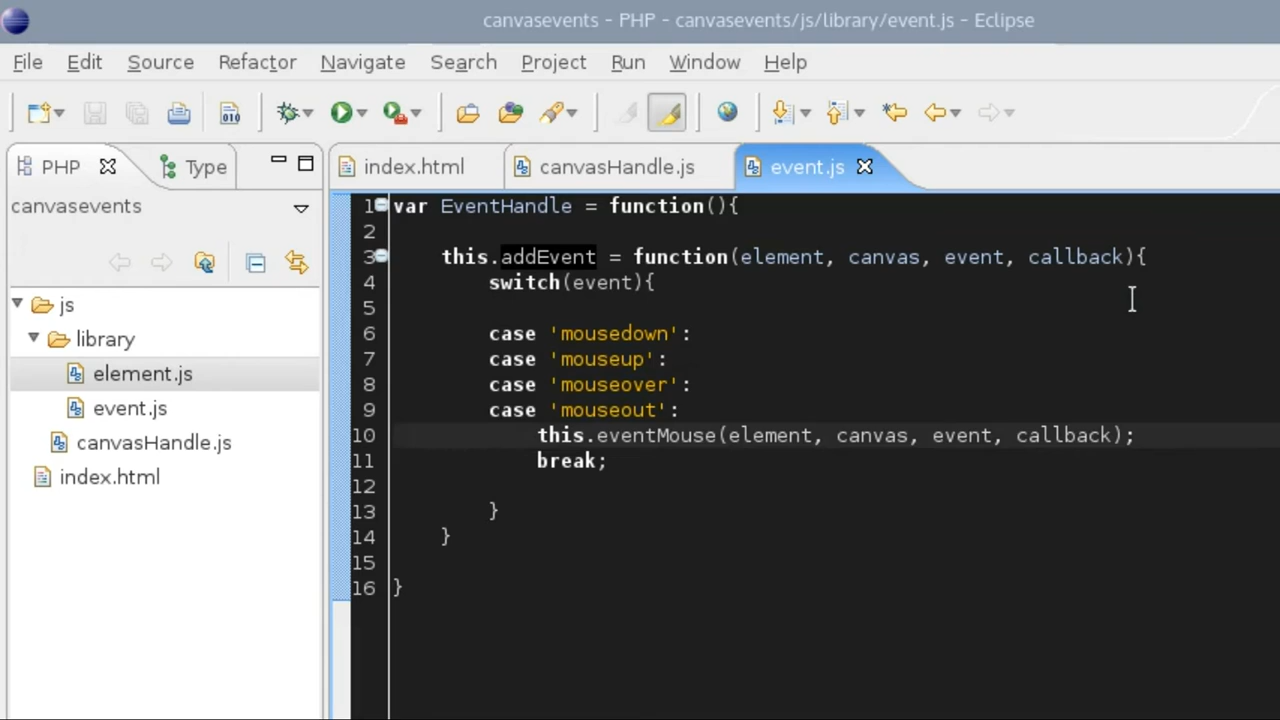 canvasevents - PHP - canvasevents/js/library/event.js - Eclipse
File Edit Source Refactor Navigate Search Project Run Window Help
010
PHP Type
index.html canvasHandle.js event.js
canvasevents
js
library
element.js
event.js
canvasHandle.js
index.html
1 var EventHandle = function(){
2
3 this.addEvent = function(element, canvas, event, callback){
4 switch(event){
5
6 case 'mousedown':
7 case 'mouseup':
8 case 'mouseover':
9 case 'mouseout':
10 this.eventMouse(element, canvas, event, callback);
11 break;
12
13 }
14 }
15
16 }